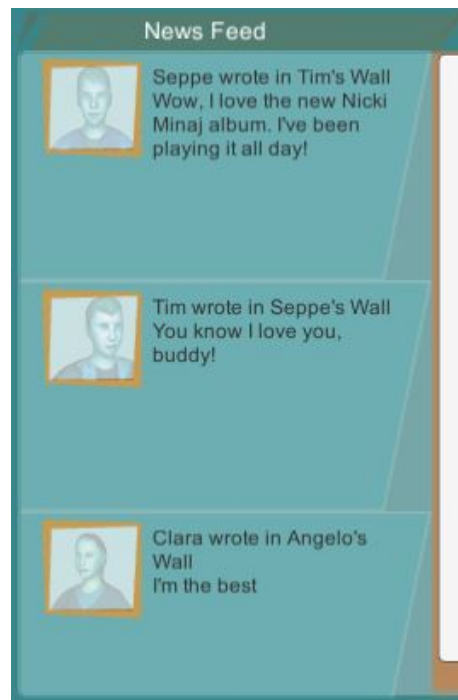 News Feed
Seppe wrote in Tim's Wall
Wow, I love the new Nicki
Minaj album. I've been
playing it all day!
Tim wrote in Seppe's Wall
You know I love you,
buddy!
Clara wrote in Angelo's
Wall
I'm the best